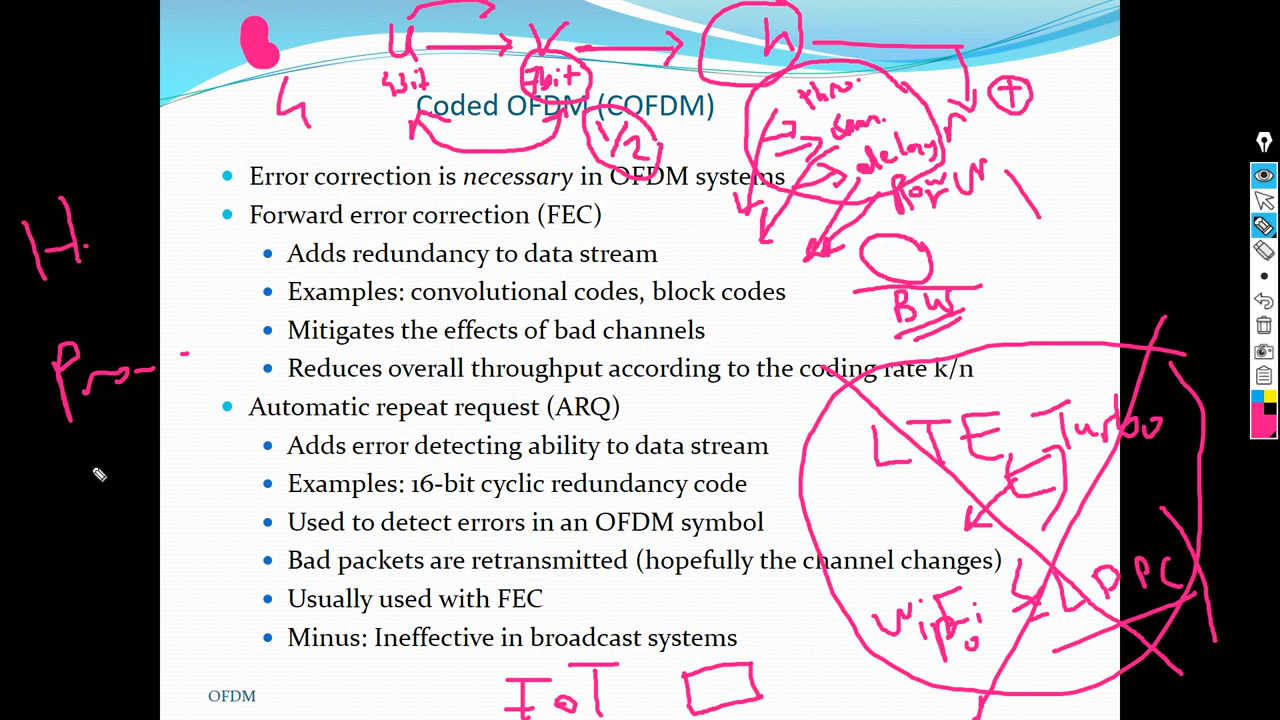 u v h
4bit 7bit
thro.
Coded OFDM (COFDM)
1/2
delay
Power
• Error correction is necessary in OFDM systems
• Forward error correction (FEC)
• Adds redundancy to data stream
• Examples: convolutional codes, block codes
BW
• Mitigates the effects of bad channels
• Reduces overall throughput according to the coding rate k/n
H
• Automatic repeat request (ARQ)
LTE Turbo
• Adds error detecting ability to data stream
• Examples: 16-bit cyclic redundancy code
• Used to detect errors in an OFDM symbol
• Bad packets are retransmitted (hopefully the channel changes)
• Usually used with FEC
• Minus: Ineffective in broadcast systems
OFDM
IoT